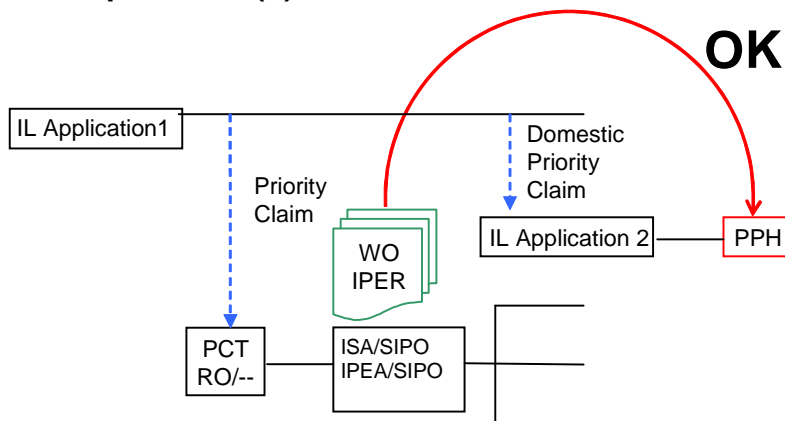 OK
IL Application1
Domestic
Priority
Claim
Priority
Claim
IL Application 2
PPH
WO
IPER
PCT
RO/--
ISA/SIPO
IPEA/SIPO